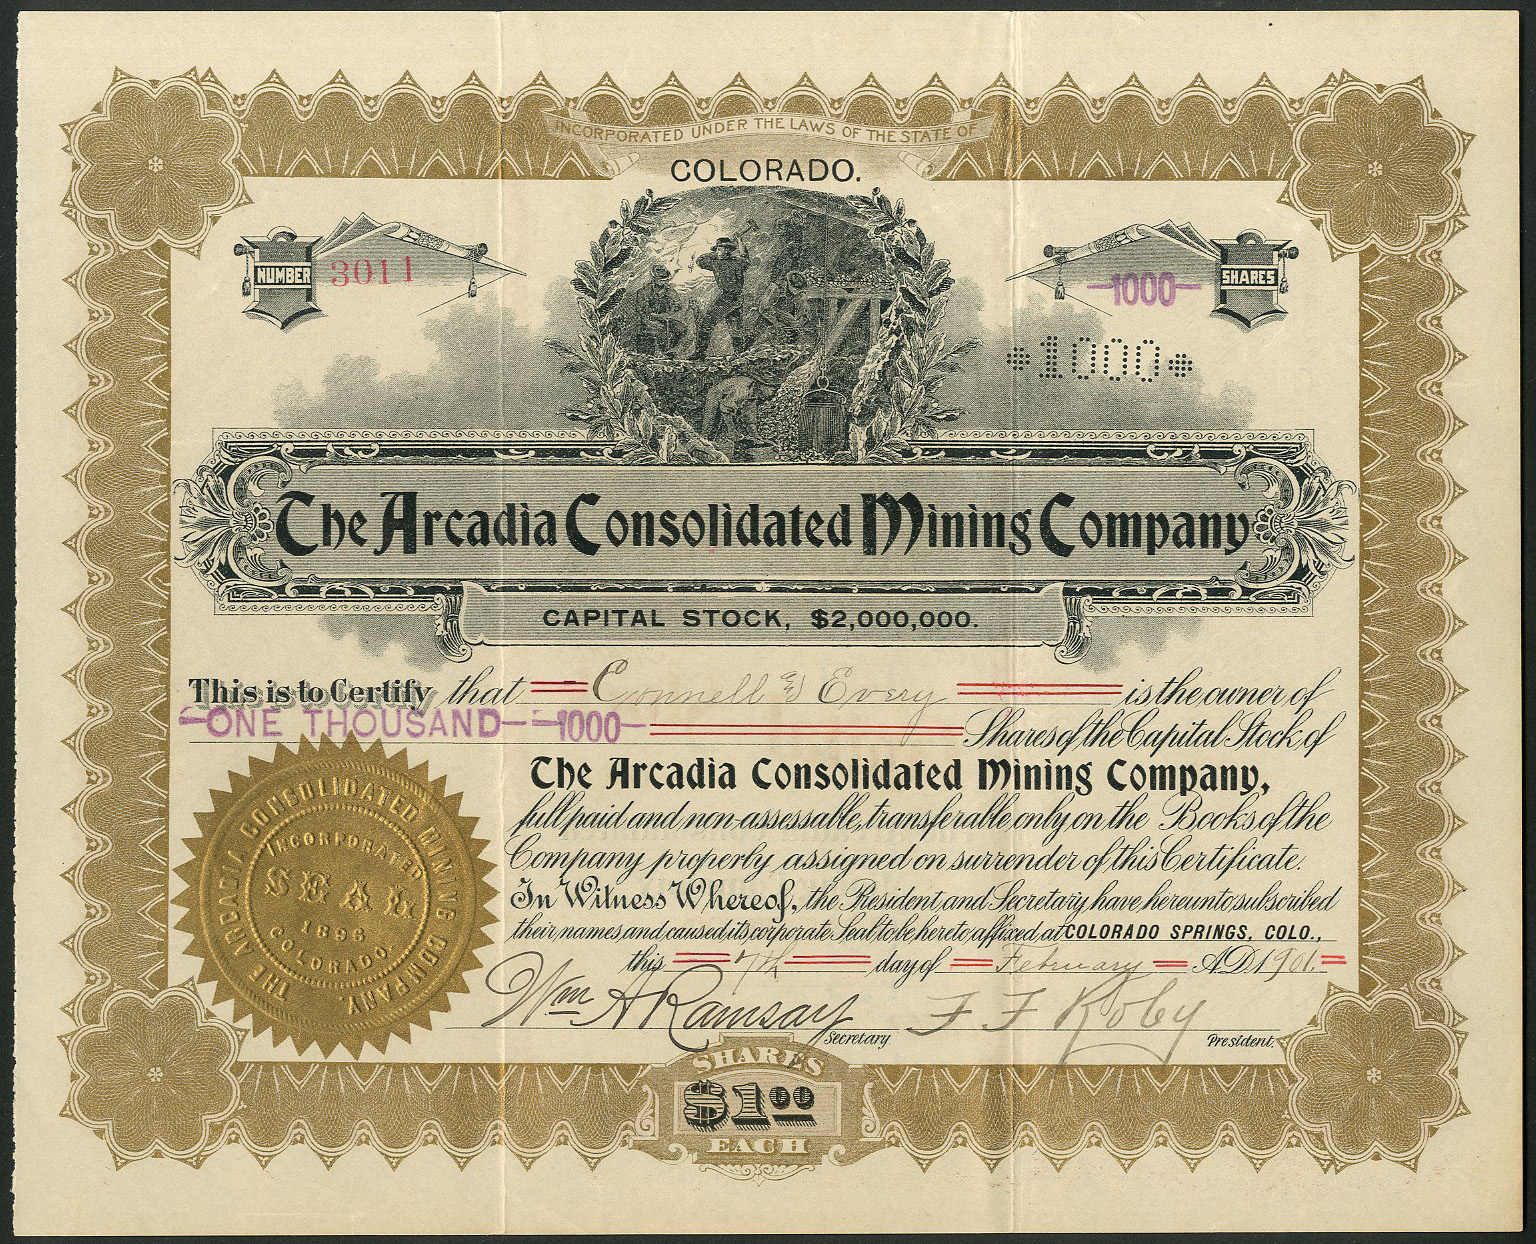 INCORPORATED UNDER THE LAWS OF THE STATE OF
COLORADO.
NUMBER 3011
-1000- SHARES
*1000*
The Arcadia Consolidated Mining Company
CAPITAL STOCK, $2,000,000.
This is to Certify that Connell & Every is the owner of
-ONE THOUSAND- -1000- Shares of the Capital Stock of
The Arcadia Consolidated Mining Company,
full paid and non-assessable, transferable only on the Books of the
Company properly assigned on surrender of this Certificate.
In Witness Whereof, the President and Secretary have hereunto subscribed
their names and caused its corporate Seal to be hereto affixed at COLORADO SPRINGS, COLO.,
this 7th day of February A.D. 1901.
Wm A Ramsay Secretary F F Roby President.
THE ARCADIA CONSOLIDATED MINING COMPANY.
INCORPORATED
SEAL
1896
COLORADO.
SHARES
$1.00
EACH